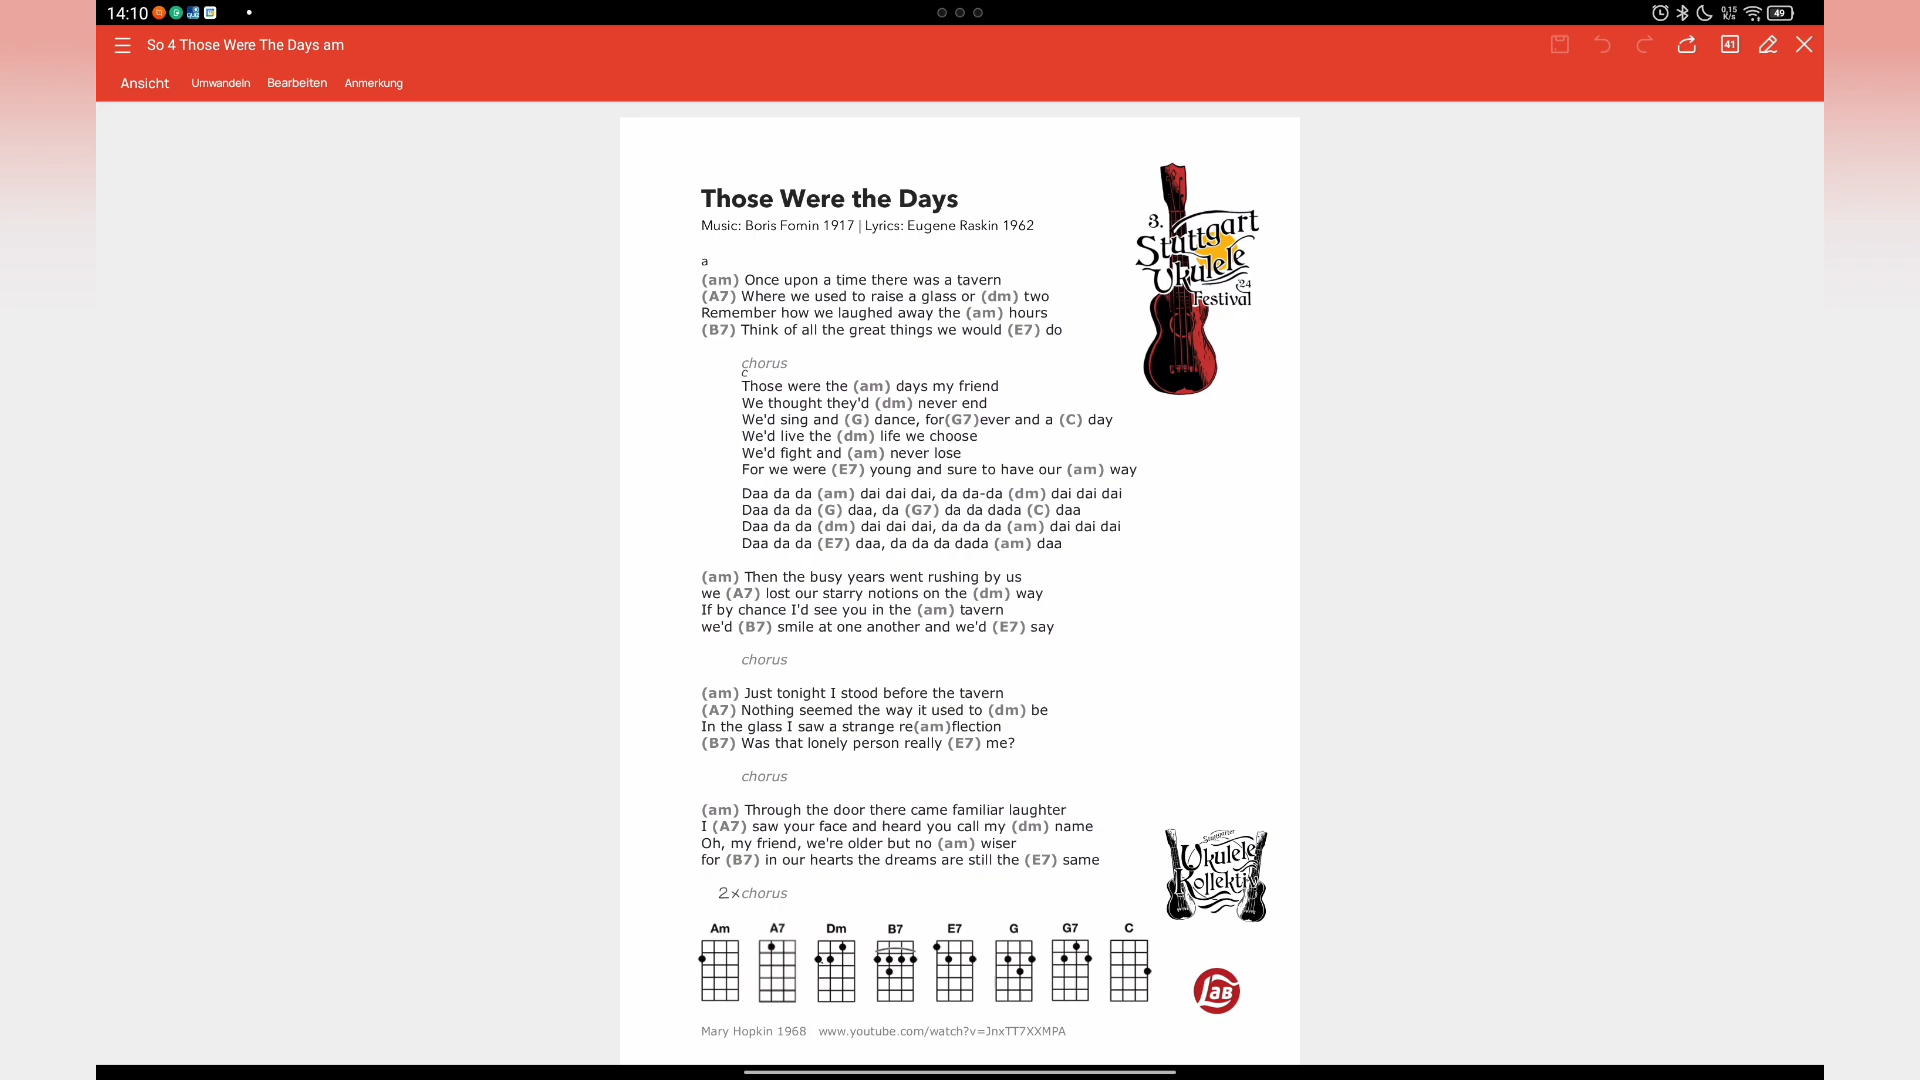 14:10
0,15 K/s
49
So 4 Those Were The Days am
41
Ansicht Umwandeln Bearbeiten Anmerkung
Those Were the Days
Music: Boris Fomin 1917 | Lyrics: Eugene Raskin 1962
3. Stuttgart Ukulele '24 Festival
a
(am) Once upon a time there was a tavern
(A7) Where we used to raise a glass or (dm) two
Remember how we laughed away the (am) hours
(B7) Think of all the great things we would (E7) do
chorus
c
Those were the (am) days my friend
We thought they'd (dm) never end
We'd sing and (G) dance, for(G7)ever and a (C) day
We'd live the (dm) life we choose
We'd fight and (am) never lose
For we were (E7) young and sure to have our (am) way
Daa da da (am) dai dai dai, da da-da (dm) dai dai dai
Daa da da (G) daa, da (G7) da da dada (C) daa
Daa da da (dm) dai dai dai, da da da (am) dai dai dai
Daa da da (E7) daa, da da da dada (am) daa
(am) Then the busy years went rushing by us
we (A7) lost our starry notions on the (dm) way
If by chance I'd see you in the (am) tavern
we'd (B7) smile at one another and we'd (E7) say
chorus
(am) Just tonight I stood before the tavern
(A7) Nothing seemed the way it used to (dm) be
In the glass I saw a strange re(am)flection
(B7) Was that lonely person really (E7) me?
chorus
(am) Through the door there came familiar laughter
I (A7) saw your face and heard you call my (dm) name
Oh, my friend, we're older but no (am) wiser
for (B7) in our hearts the dreams are still the (E7) same
2x chorus
Stuttgarter Ukulele Kollektiv
Am A7 Dm B7 E7 G G7 C
LAB
Mary Hopkin 1968 www.youtube.com/watch?v=JnxTT7XXMPA